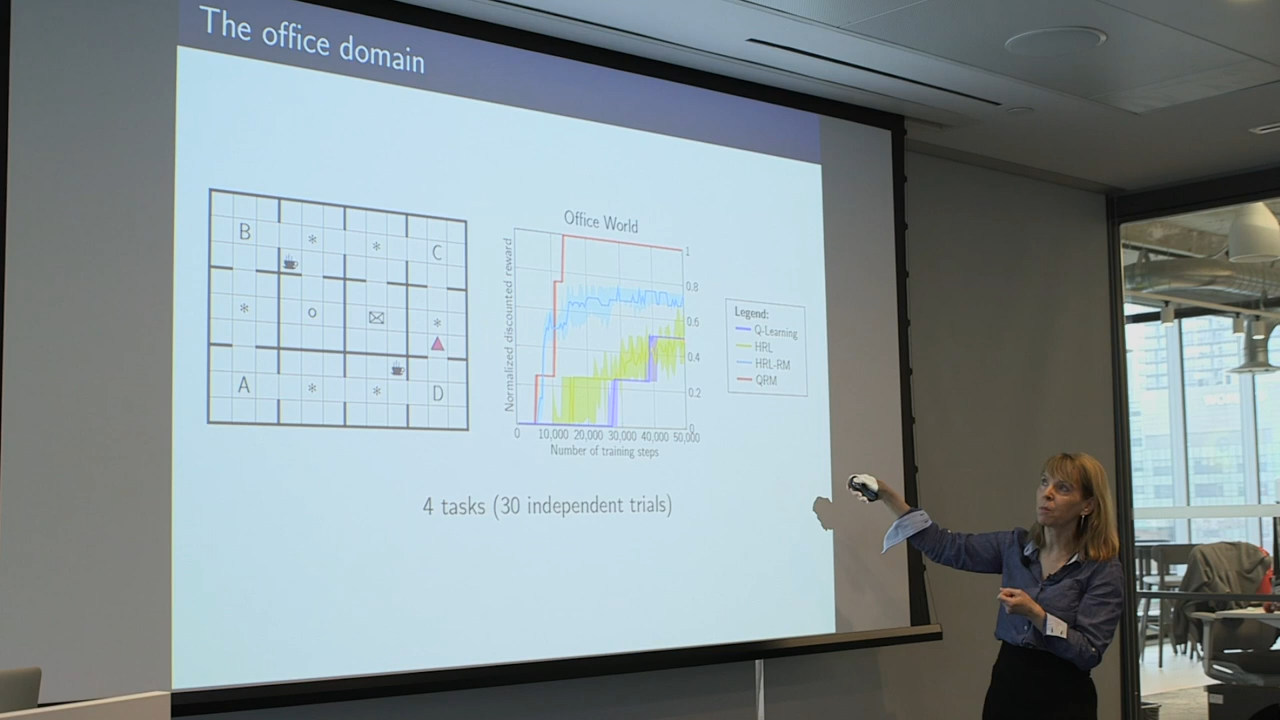 The office domain
B
*
*
C
*
o
*
A
*
*
D
Office World
Normalized discounted reward
1
0.8
0.6
0.4
0.2
0
0
10,000
20,000
30,000
40,000
50,000
Number of training steps
Legend:
Q-Learning
HRL
HRL-RM
QRM
4 tasks (30 independent trials)